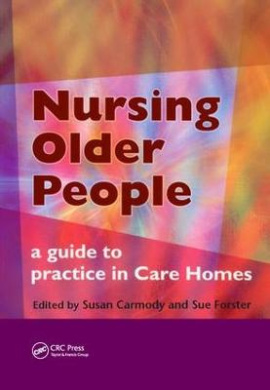 Nursing
Older
People
a guide to
practice in Care Homes
Edited by Susan Carmody and Sue Forster
CRC
CRC Press
Taylor & Francis Group